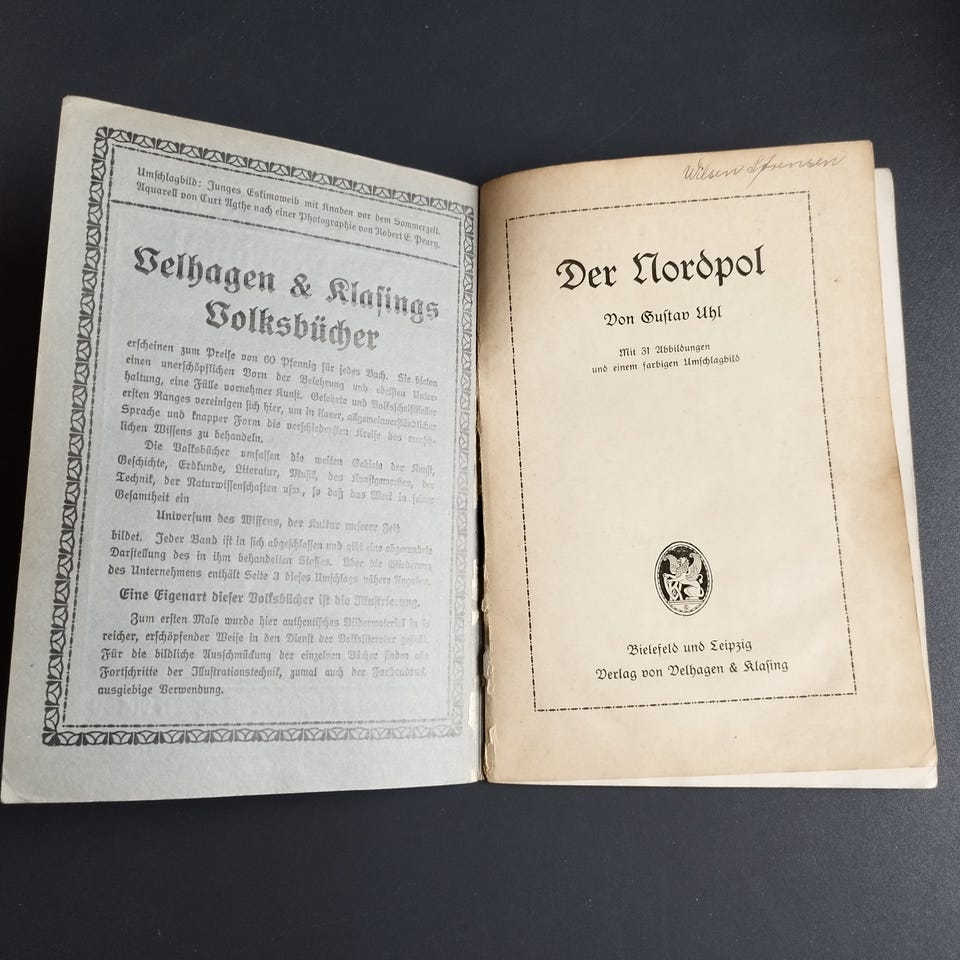 Umschlagbild: Junges Eskimoweib mit Knaben vor dem Sommerzelt.
Aquarell von Curt Agthe nach einer Photographie von Robert E. Peary.
Velhagen & Klasings
Volksbücher
erscheinen zum Preise von 60 Pfennig für jedes Buch. Sie bieten
einen unerschöpflichen Born der Belehrung und edelsten Unter-
haltung, eine Fülle vornehmer Kunst. Gelehrte und Volksschriftsteller
ersten Ranges vereinigen sich hier, um in klarer, allgemeinverständlicher
Sprache und knapper Form die verschiedensten Kreise des mensch-
lichen Wissens zu behandeln.
Die Volksbücher umfassen die weiten Gebiete der Kunst,
Geschichte, Erdkunde, Literatur, Musik, des Kunstgewerbes, der
Technik, der Naturwissenschaften usw., so daß das Werk in seiner
Gesamtheit ein
Universum des Wissens, der Kultur unserer Zeit
bildet. Jeder Band ist in sich abgeschlossen und gibt eine abgerundete
Darstellung des in ihm behandelten Stoffes. Über die Gliederung
des Unternehmens enthält Seite 3 dieses Umschlags nähere Angaben.
Eine Eigenart dieser Volksbücher ist die Illustrierung.
Zum ersten Male wurde hier authentisches Bildermaterial in so
reicher, erschöpfender Weise in den Dienst der Volksliteratur gestellt.
Für die bildliche Ausschmückung der einzelnen Bücher finden alle
Fortschritte der Illustrationstechnik, zumal auch der Farbendruck,
ausgiebige Verwendung.
Der Nordpol
Von Gustav Uhl
Mit 31 Abbildungen
und einem farbigen Umschlagbild
Bielefeld und Leipzig
Verlag von Velhagen & Klasing